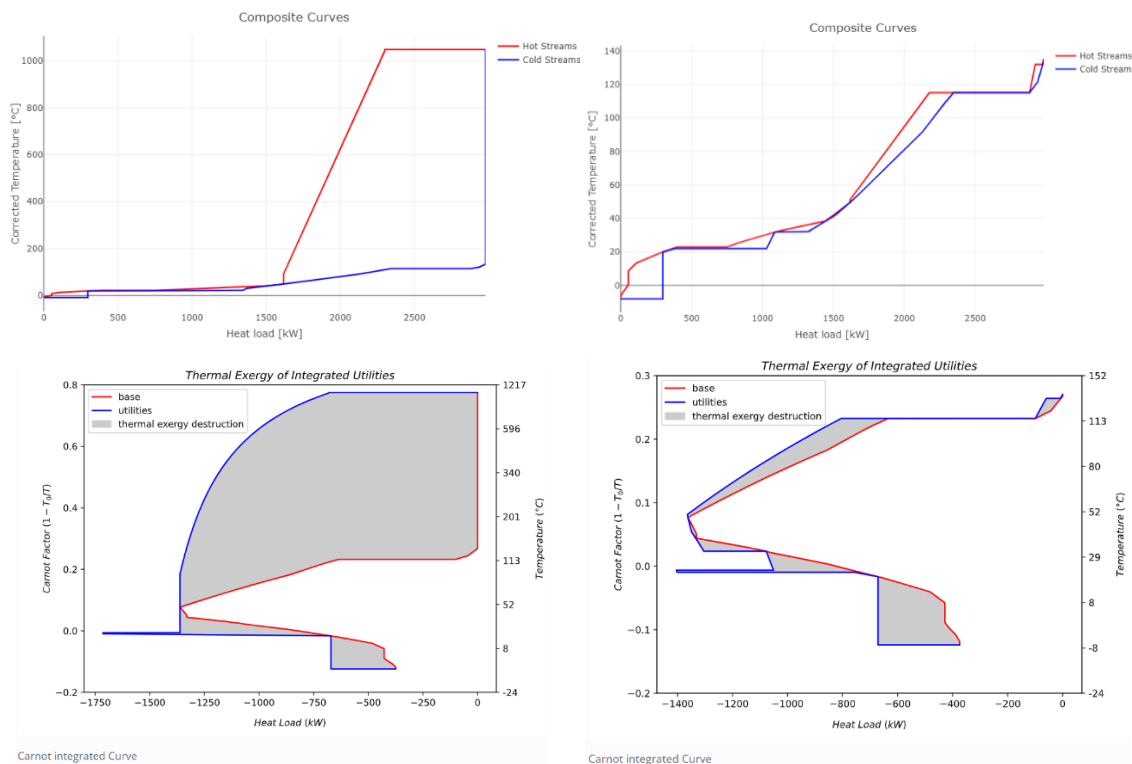 Composite Curves
Hot Streams
Cold Streams
Corrected Temperature [°C]
1000
800
600
400
200
0
0
500
1000
1500
2000
2500
Heat load [kW]
Composite Curves
Hot Streams
Cold Stream
Corrected Temperature [°C]
140
120
100
80
60
40
20
0
0
500
1000
1500
2000
2500
Heat load [kW]
Thermal Exergy of Integrated Utilities
base
utilities
thermal exergy destruction
Carnot Factor (1 − T0/T)
0.8
0.6
0.4
0.2
0.0
−0.2
1217
596
340
201
113
52
8
−24
Temperature (°C)
−1750
−1500
−1250
−1000
−750
−500
−250
0
Heat Load (kW)
Carnot integrated Curve
Thermal Exergy of Integrated Utilities
base
utilities
thermal exergy destruction
Carnot Factor (1 − T0/T)
0.3
0.2
0.1
0.0
−0.1
−0.2
152
113
80
52
29
8
−8
−24
Temperature (°C)
−1400
−1200
−1000
−800
−600
−400
−200
0
Heat Load (kW)
Carnot integrated Curve